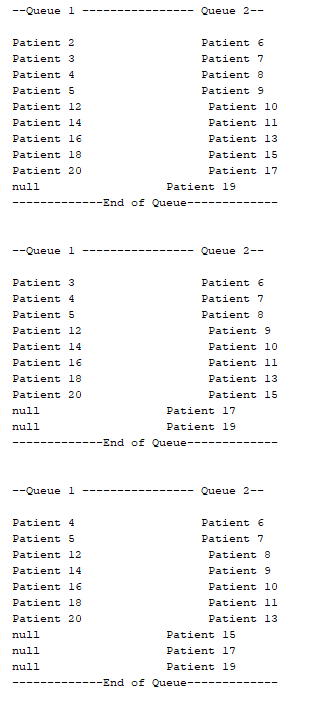 --Queue 1 ---------------- Queue 2--
Patient 2                 Patient 6
Patient 3                 Patient 7
Patient 4                 Patient 8
Patient 5                 Patient 9
Patient 12                 Patient 10
Patient 14                 Patient 11
Patient 16                 Patient 13
Patient 18                 Patient 15
Patient 20                 Patient 17
null                  Patient 19
-------------End of Queue-------------
--Queue 1 ---------------- Queue 2--
Patient 3                 Patient 6
Patient 4                 Patient 7
Patient 5                 Patient 8
Patient 12                 Patient 9
Patient 14                 Patient 10
Patient 16                 Patient 11
Patient 18                 Patient 13
Patient 20                 Patient 15
null                  Patient 17
null                  Patient 19
-------------End of Queue-------------
--Queue 1 ---------------- Queue 2--
Patient 4                 Patient 6
Patient 5                 Patient 7
Patient 12                 Patient 8
Patient 14                 Patient 9
Patient 16                 Patient 10
Patient 18                 Patient 11
Patient 20                 Patient 13
null                  Patient 15
null                  Patient 17
null                  Patient 19
-------------End of Queue-------------